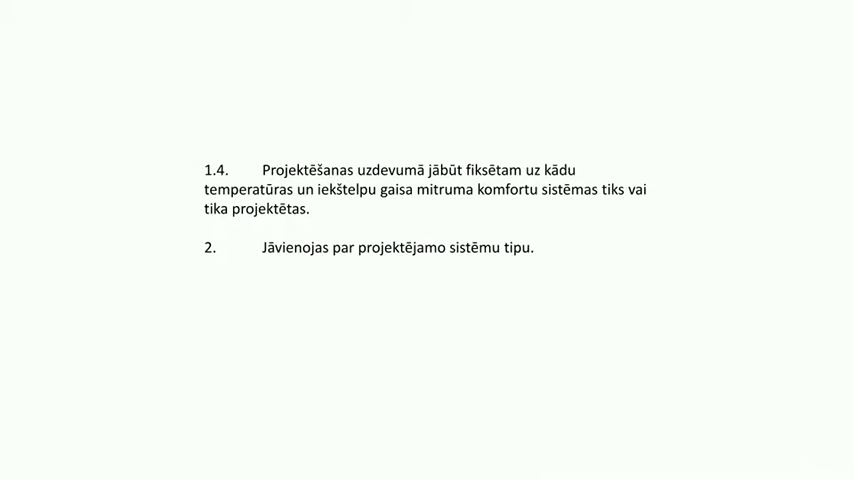 1.4. Projektēšanas uzdevumā jābūt fiksētam uz kādu
temperatūras un iekštelpu gaisa mitruma komfortu sistēmas tiks vai
tika projektētas.
2. Jāvienojas par projektējamo sistēmu tipu.